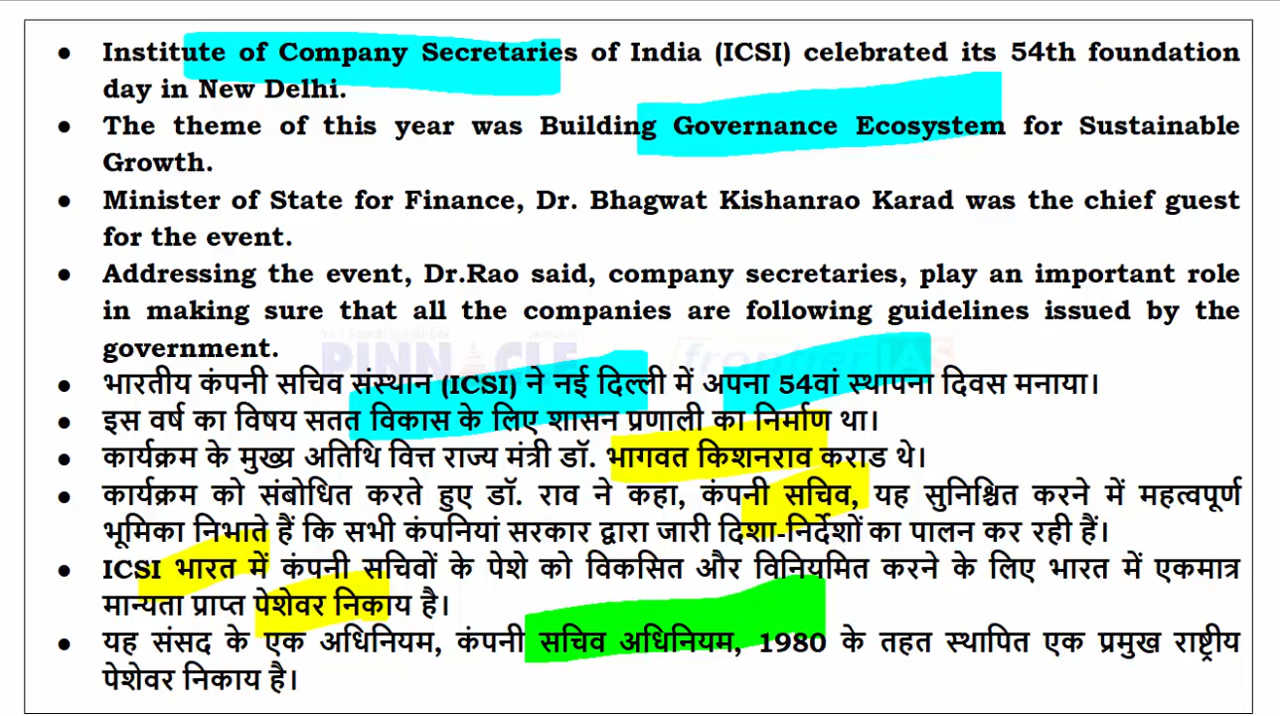 ● Institute of Company Secretaries of India (ICSI) celebrated its 54th foundation
day in New Delhi.
● The theme of this year was Building Governance Ecosystem for Sustainable
Growth.
● Minister of State for Finance, Dr. Bhagwat Kishanrao Karad was the chief guest
for the event.
● Addressing the event, Dr.Rao said, company secretaries, play an important role
in making sure that all the companies are following guidelines issued by the
government.
PINNACLE frontierIAS
● भारतीय कंपनी सचिव संस्थान (ICSI) ने नई दिल्ली में अपना 54वां स्थापना दिवस मनाया।
● इस वर्ष का विषय सतत विकास के लिए शासन प्रणाली का निर्माण था।
● कार्यक्रम के मुख्य अतिथि वित्त राज्य मंत्री डॉ. भागवत किशनराव कराड थे।
● कार्यक्रम को संबोधित करते हुए डॉ. राव ने कहा, कंपनी सचिव, यह सुनिश्चित करने में महत्वपूर्ण
भूमिका निभाते हैं कि सभी कंपनियां सरकार द्वारा जारी दिशा-निर्देशों का पालन कर रही हैं।
● ICSI भारत में कंपनी सचिवों के पेशे को विकसित और विनियमित करने के लिए भारत में एकमात्र
मान्यता प्राप्त पेशेवर निकाय है।
● यह संसद के एक अधिनियम, कंपनी सचिव अधिनियम, 1980 के तहत स्थापित एक प्रमुख राष्ट्रीय
पेशेवर निकाय है।